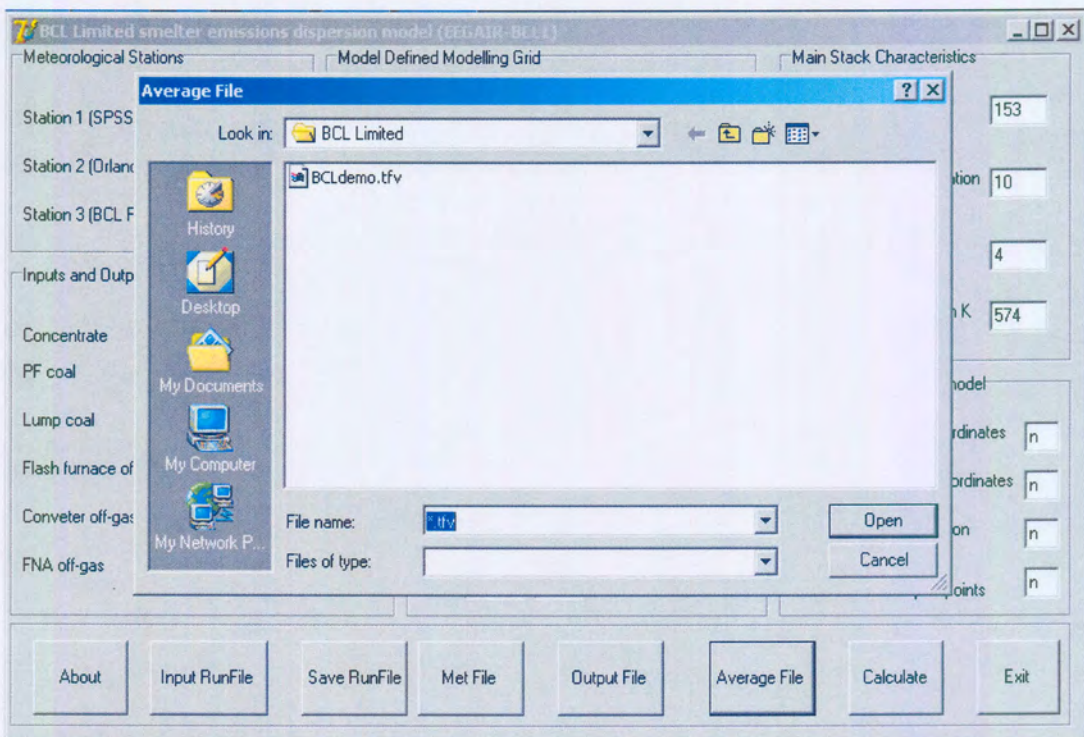 BCL Limited smelter emissions dispersion model (EEGAIR-BCL1)
Meteorological Stations
Model Defined Modelling Grid
Main Stack Characteristics
Average File
Station 1 (SPSS
Look in:
BCL Limited
153
Station 2 (Orland
BCLdemo.tfv
ation
10
Station 3 (BCL F
History
4
Inputs and Outp
Desktop
n K
574
Concentrate
PF coal
My Documents
nodel
Lump coal
rdinates
n
My Computer
Flash furnace of
ordinates
n
Conveter off-gas
File name:
*.tfv
Open
on
n
My Network P...
FNA off-gas
Files of type:
Cancel
points
n
About
Input RunFile
Save RunFile
Met File
Output File
Average File
Calculate
Exit